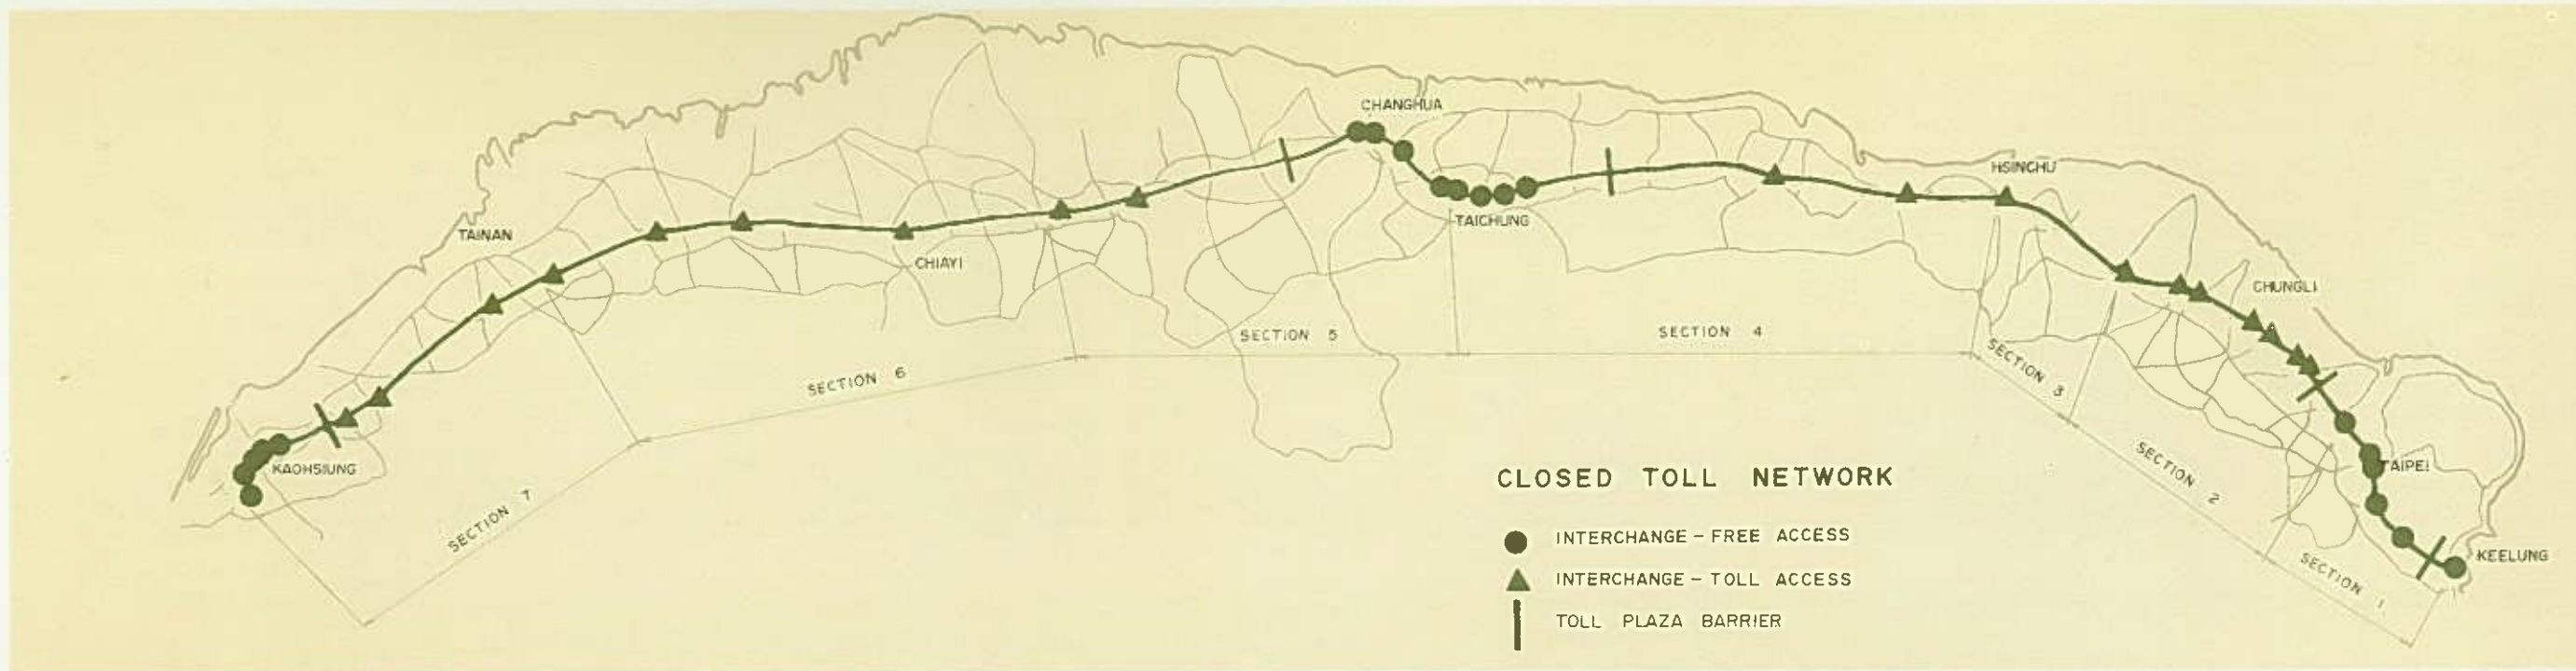 CHANGHUA
HSINCHU
TAICHUNG
TAINAN
CHIAYI
CHUNGLI
SECTION 5
SECTION 4
SECTION 3
SECTION 6
KAOHSIUNG
TAIPEI
SECTION 7
SECTION 2
KEELUNG
SECTION 1
CLOSED TOLL NETWORK
INTERCHANGE - FREE ACCESS
INTERCHANGE - TOLL ACCESS
TOLL PLAZA BARRIER